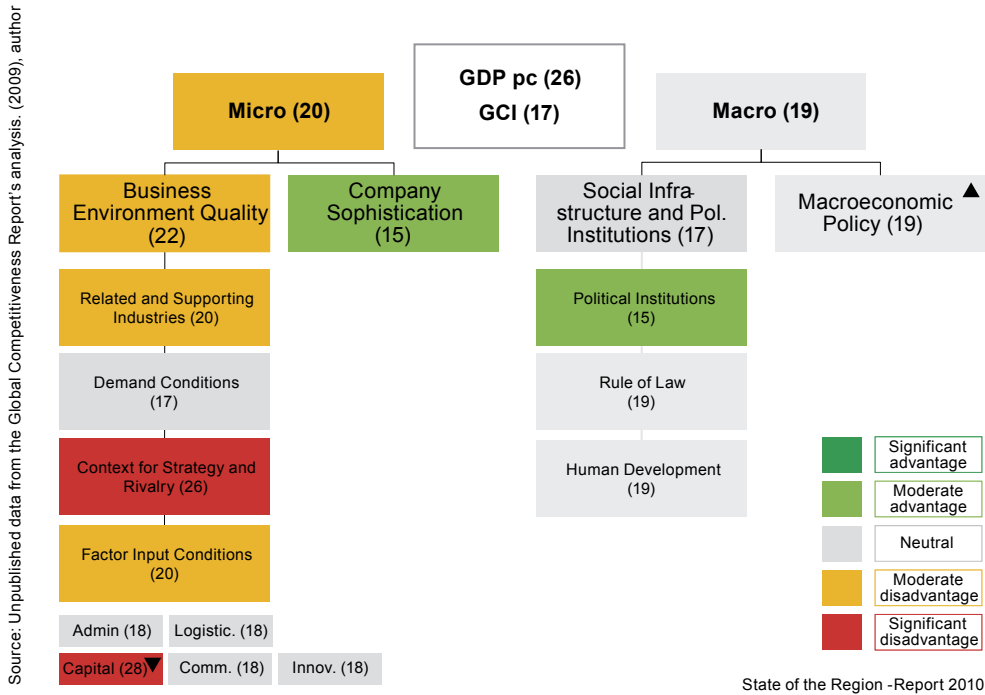 Source: Unpublished data from the Global Competitiveness Report's analysis, (2009), author
GDP pc (26)
GCI (17)
Micro (20)
Macro (19)
Business
Environment Quality
(22)
Company
Sophistication
(15)
Social Infra-
structure and Pol.
Institutions (17)
Macroeconomic
Policy (19)
Related and Supporting
Industries (20)
Political Institutions
(15)
Demand Conditions
(17)
Rule of Law
(19)
Context for Strategy and
Rivalry (26)
Human Development
(19)
Factor Input Conditions
(20)
Admin (18)
Logistic. (18)
Capital (28)
Comm. (18)
Innov. (18)
Significant
advantage
Moderate
advantage
Neutral
Moderate
disadvantage
Significant
disadvantage
State of the Region -Report 2010